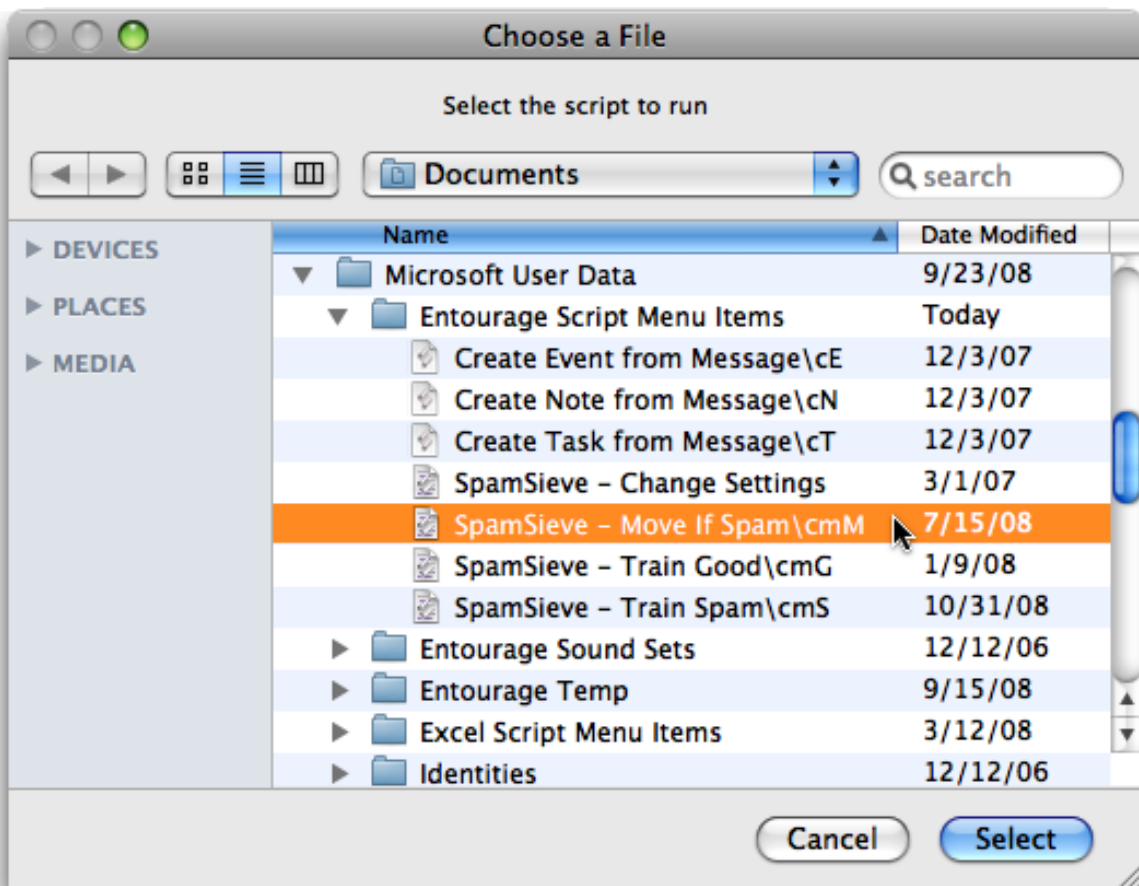 Choose a File
Select the script to run
Documents
search
DEVICES
PLACES
MEDIA
Name Date Modified
Microsoft User Data 9/23/08
Entourage Script Menu Items Today
Create Event from Message\cE 12/3/07
Create Note from Message\cN 12/3/07
Create Task from Message\cT 12/3/07
SpamSieve – Change Settings 3/1/07
SpamSieve – Move If Spam\cmM 7/15/08
SpamSieve – Train Good\cmG 1/9/08
SpamSieve – Train Spam\cmS 10/31/08
Entourage Sound Sets 12/12/06
Entourage Temp 9/15/08
Excel Script Menu Items 3/12/08
Identities 12/12/06
Cancel Select